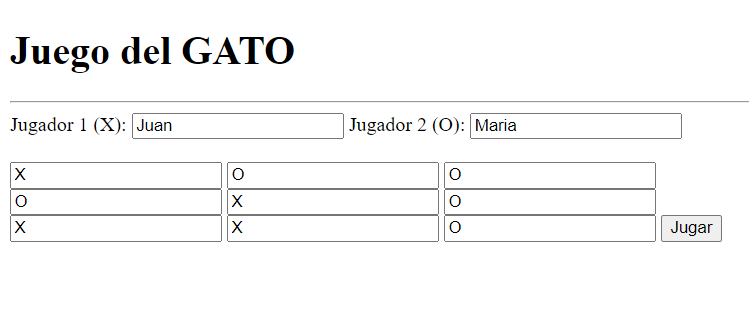 Juego del GATO
Jugador 1 (X): Juan Jugador 2 (O): Maria
X O O
O X O
X X O Jugar